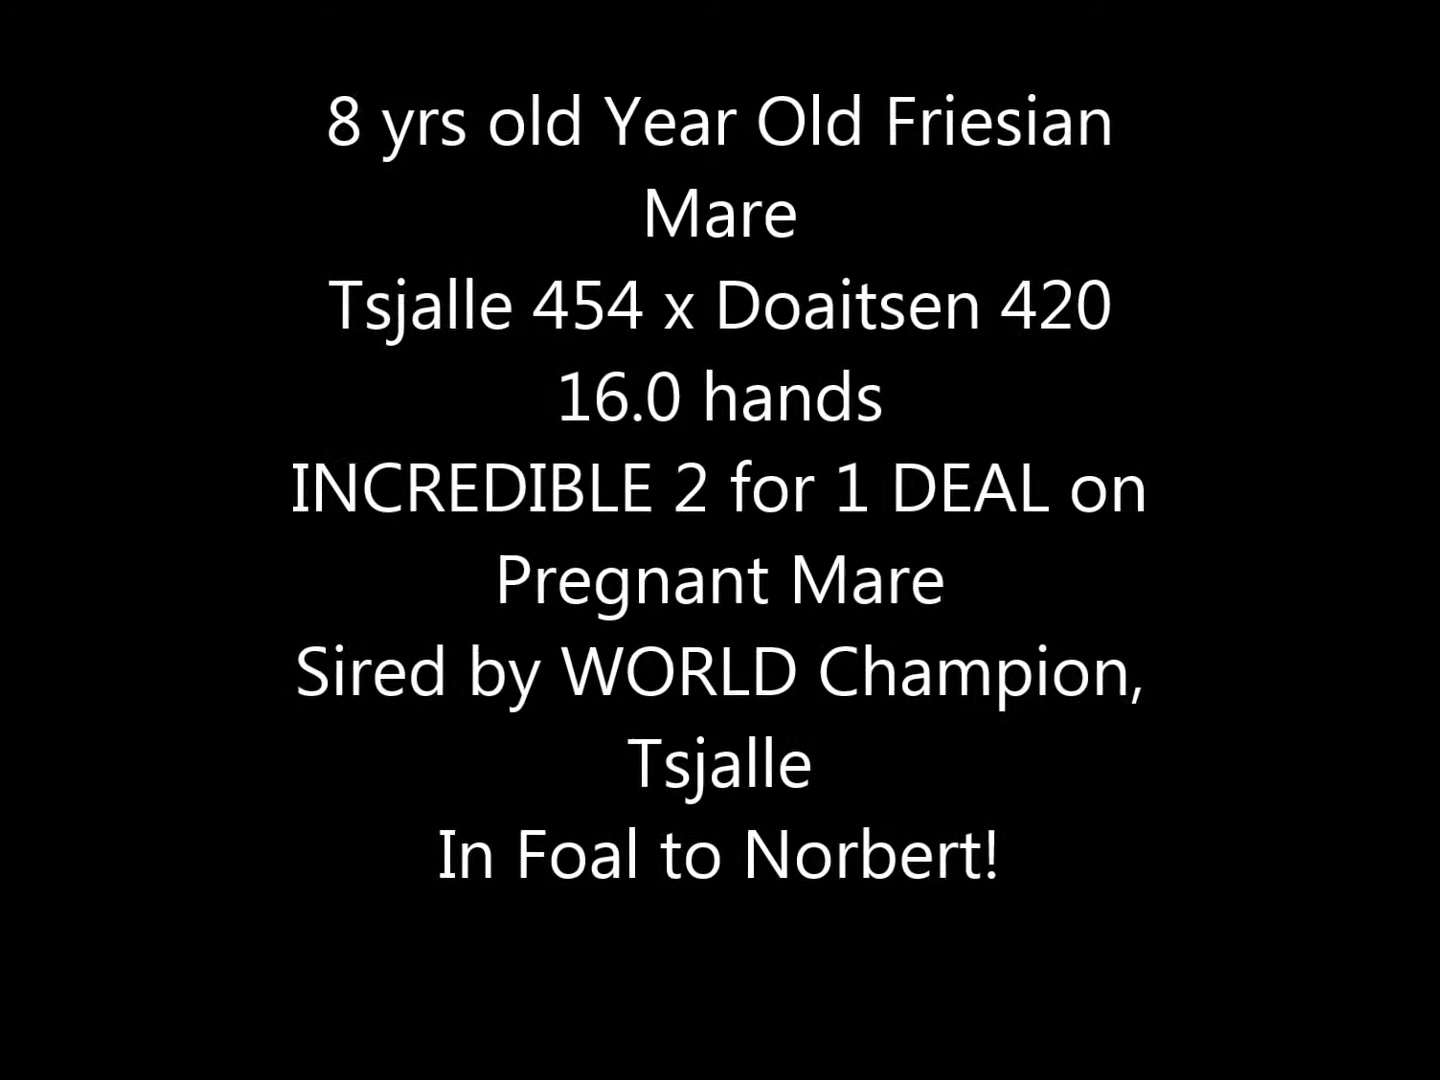 8 yrs old Year Old Friesian
Mare
Tsjalle 454 x Doaitsen 420
16.0 hands
INCREDIBLE 2 for 1 DEAL on
Pregnant Mare
Sired by WORLD Champion,
Tsjalle
In Foal to Norbert!